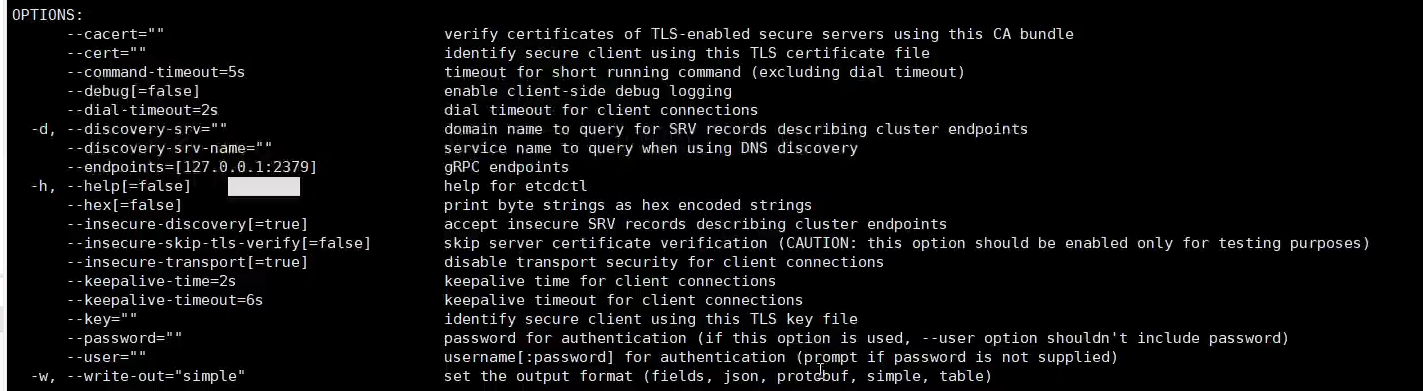 OPTIONS:
--cacert="" verify certificates of TLS-enabled secure servers using this CA bundle
--cert="" identify secure client using this TLS certificate file
--command-timeout=5s timeout for short running command (excluding dial timeout)
--debug[=false] enable client-side debug logging
--dial-timeout=2s dial timeout for client connections
-d, --discovery-srv="" domain name to query for SRV records describing cluster endpoints
--discovery-srv-name="" service name to query when using DNS discovery
--endpoints=[127.0.0.1:2379] gRPC endpoints
-h, --help[=false] help for etcdctl
--hex[=false] print byte strings as hex encoded strings
--insecure-discovery[=true] accept insecure SRV records describing cluster endpoints
--insecure-skip-tls-verify[=false] skip server certificate verification (CAUTION: this option should be enabled only for testing purposes)
--insecure-transport[=true] disable transport security for client connections
--keepalive-time=2s keepalive time for client connections
--keepalive-timeout=6s keepalive timeout for client connections
--key="" identify secure client using this TLS key file
--password="" password for authentication (if this option is used, --user option shouldn't include password)
--user="" username[:password] for authentication (prompt if password is not supplied)
-w, --write-out="simple" set the output format (fields, json, protobuf, simple, table)